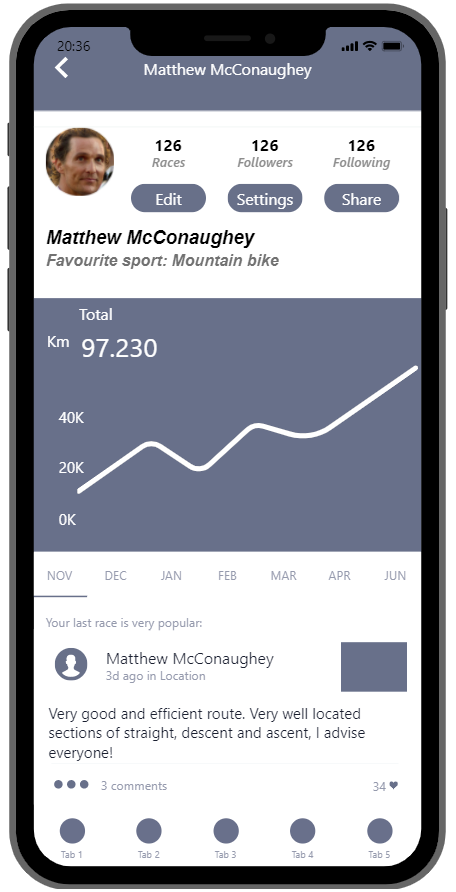 20:36
Matthew McConaughey
126 126 126
Races Followers Following
Edit Settings Share
Matthew McConaughey
Favourite sport: Mountain bike
Total
Km 97.230
40K
20K
0K
NOV DEC JAN FEB MAR APR JUN
Your last race is very popular:
Matthew McConaughey
3d ago in Location
Very good and efficient route. Very well located
sections of straight, descent and ascent, I advise
everyone!
3 comments 34
Tab 1 Tab 2 Tab 3 Tab 4 Tab 5